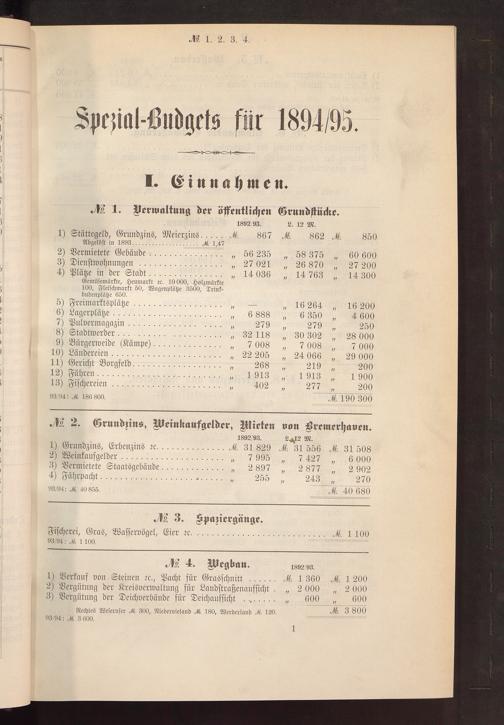 № 1. 2. 3. 4.
Spezial-Budgets für 1894/95.
I. Einnahmen.
№ 1. Verwaltung der öffentlichen Grundstücke.
1892.93. l. 12 M.
1) Stättegeld, Grundzins, Meierzins . . . . . ℳ 867 ℳ 862 ℳ 850
Abgelöst in 1893 . . . . . . . . . . . . ℳ 1,47
2) Vermietete Gebäude . . . . . . . . . . . . „ 56 235 „ 58 375 „ 60 600
3) Dienstwohnungen . . . . . . . . . . . . „ 27 021 „ 26 870 „ 27 200
4) Plätze in der Stadt . . . . . . . . . . . . „ 14 036 „ 14 763 „ 14 300
Gemüsemärkte, Heumarkt ꝛc. 10 000, Holzmärkte
100, Fleischmarkt 50, Wagenplätze 3500, Trink-
budenplätze 650.
5) Freimarktsplätze . . . . . . . . . . . . „ — „ 16 264 „ 16 200
6) Lagerplätze . . . . . . . . . . . . „ 6 888 „ 6 350 „ 4 600
7) Pulvermagazin . . . . . . . . . . . . „ 279 „ 279 „ 250
8) Stadtwerder . . . . . . . . . . . . „ 32 118 „ 30 302 „ 28 000
9) Bürgerweide (Kämpe) . . . . . . . . . . . . „ 7 008 „ 7 008 „ 7 000
10) Ländereien . . . . . . . . . . . . „ 22 205 „ 24 066 „ 29 000
11) Gericht Borgfeld . . . . . . . . . . . . „ 268 „ 219 „ 200
12) Fähren . . . . . . . . . . . . „ 1 913 „ 1 913 „ 1 900
13) Fischereien . . . . . . . . . . . . „ 402 „ 277 „ 200
93/94: ℳ 186 800. ℳ 190 300
№ 2. Grundzins, Weinkaufgelder, Mieten von Bremerhaven.
1892.93. l. 12 M.
1) Grundzins, Erbenzins ꝛc. . . . . . . . . . . . ℳ 31 829 ℳ 31 556 ℳ 31 508
2) Weinkaufgelder . . . . . . . . . . . . „ 7 995 „ 7 427 „ 6 000
3) Vermietete Staatsgebäude . . . . . . . . . . . . „ 2 897 „ 2 877 „ 2 902
4) Fährpacht . . . . . . . . . . . . „ 255 „ 243 „ 270
93/94: ℳ 40 855. ℳ 40 680
№ 3. Spaziergänge.
Fischerei, Gras, Wasservögel, Eier ꝛc. . . . . . . . . . . . ℳ 1 100
93/94: ℳ 1 100.
№ 4. Wegbau.
1892.93.
1) Verkauf von Steinen ꝛc., Pacht für Grasschnitt . . . . . . ℳ 1 360 ℳ 1 200
2) Vergütung der Kreisverwaltung für Landstraßenaufsicht . „ 2 000 „ 2 000
3) Vergütung der Deichverbände für Deichaufsicht . . . . . . „ 600 „ 600
Rechtes Weserufer ℳ 300, Niedervieland ℳ 180, Werderland ℳ 120. ℳ 3 800
93/94: ℳ 3 600.
1